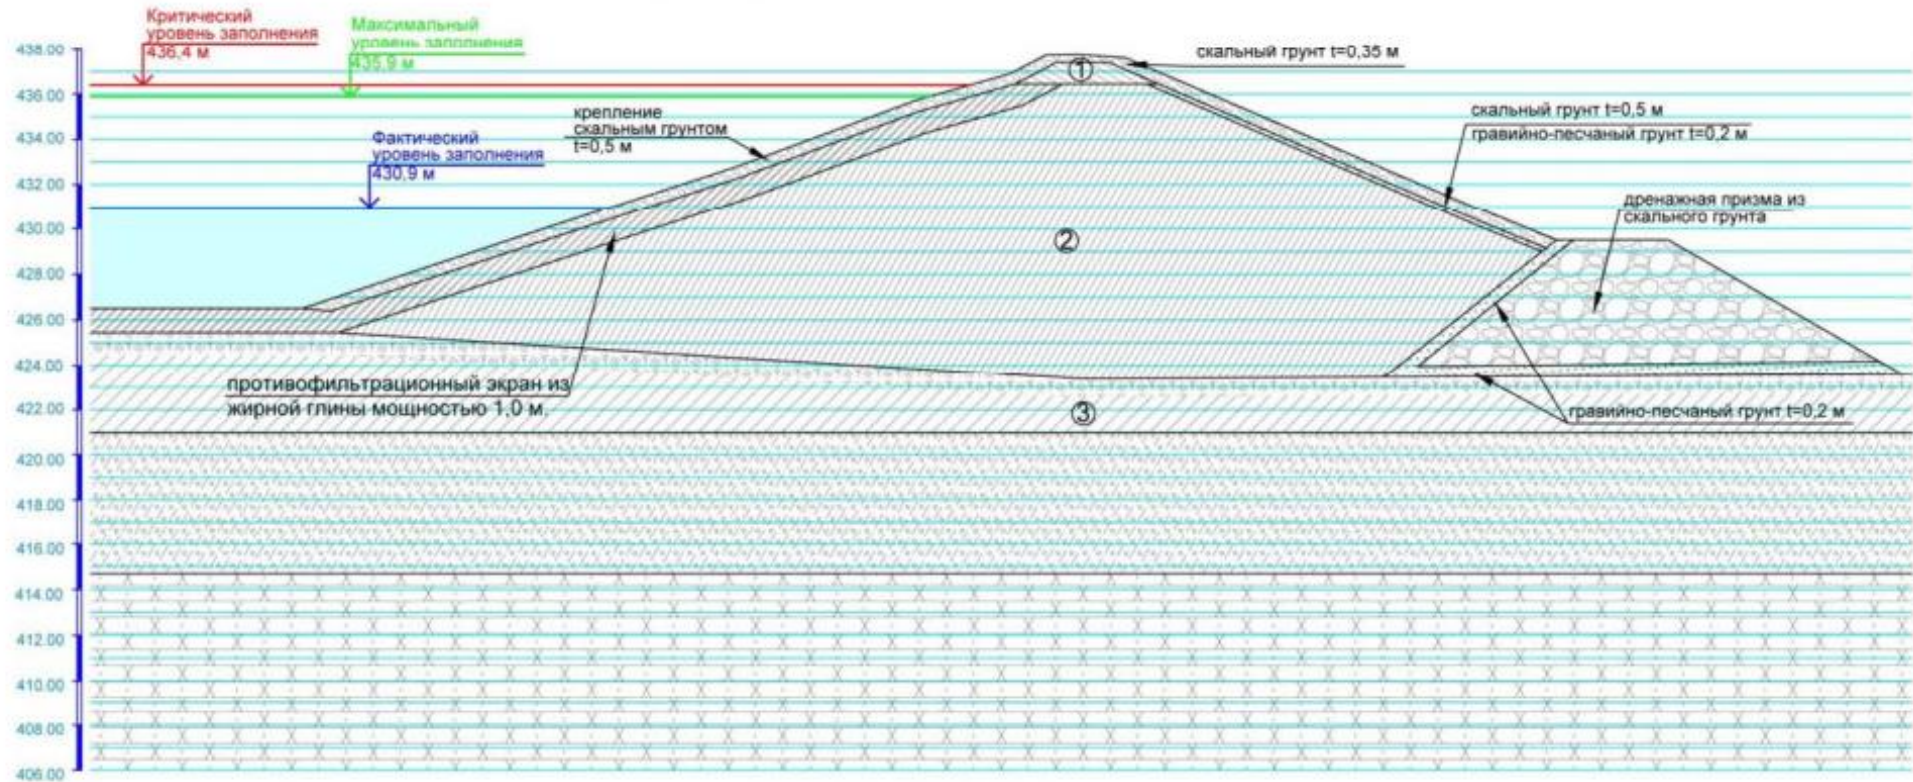 Критический
уровень заполнения
436,4 м
Максимальный
уровень заполнения
435,9 м
Фактический
уровень заполнения
430,9 м
крепление
скальным грунтом
t=0,5 м
скальный грунт t=0,35 м
скальный грунт t=0,5 м
гравийно-песчаный грунт t=0,2 м
дренажная призма из
скального грунта
противофильтрационный экран из
жирной глины мощностью 1,0 м.
гравийно-песчаный грунт t=0,2 м
1
2
3
438.00
436.00
434.00
432.00
430.00
428.00
426.00
424.00
422.00
420.00
418.00
416.00
414.00
412.00
410.00
408.00
406.00